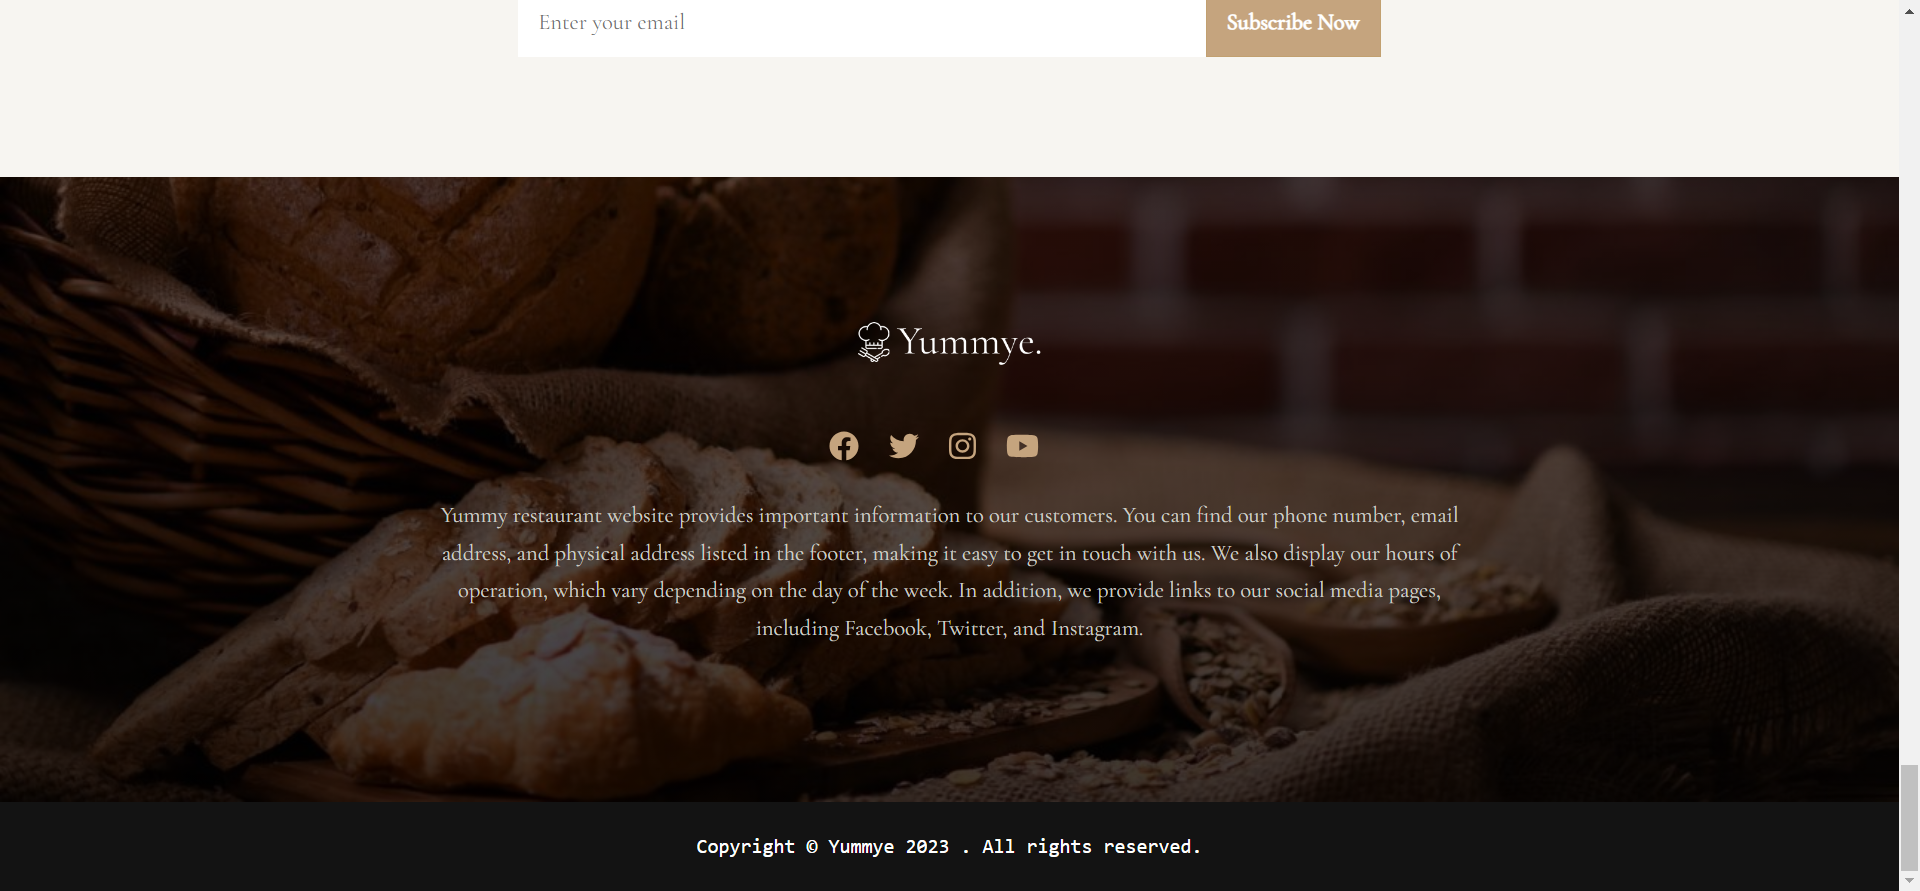 Enter your email
Subscribe Now
Yummye.
Yummy restaurant website provides important information to our customers. You can find our phone number, email
address, and physical address listed in the footer, making it easy to get in touch with us. We also display our hours of
operation, which vary depending on the day of the week. In addition, we provide links to our social media pages,
including Facebook, Twitter, and Instagram.
Copyright © Yummye 2023 . All rights reserved.